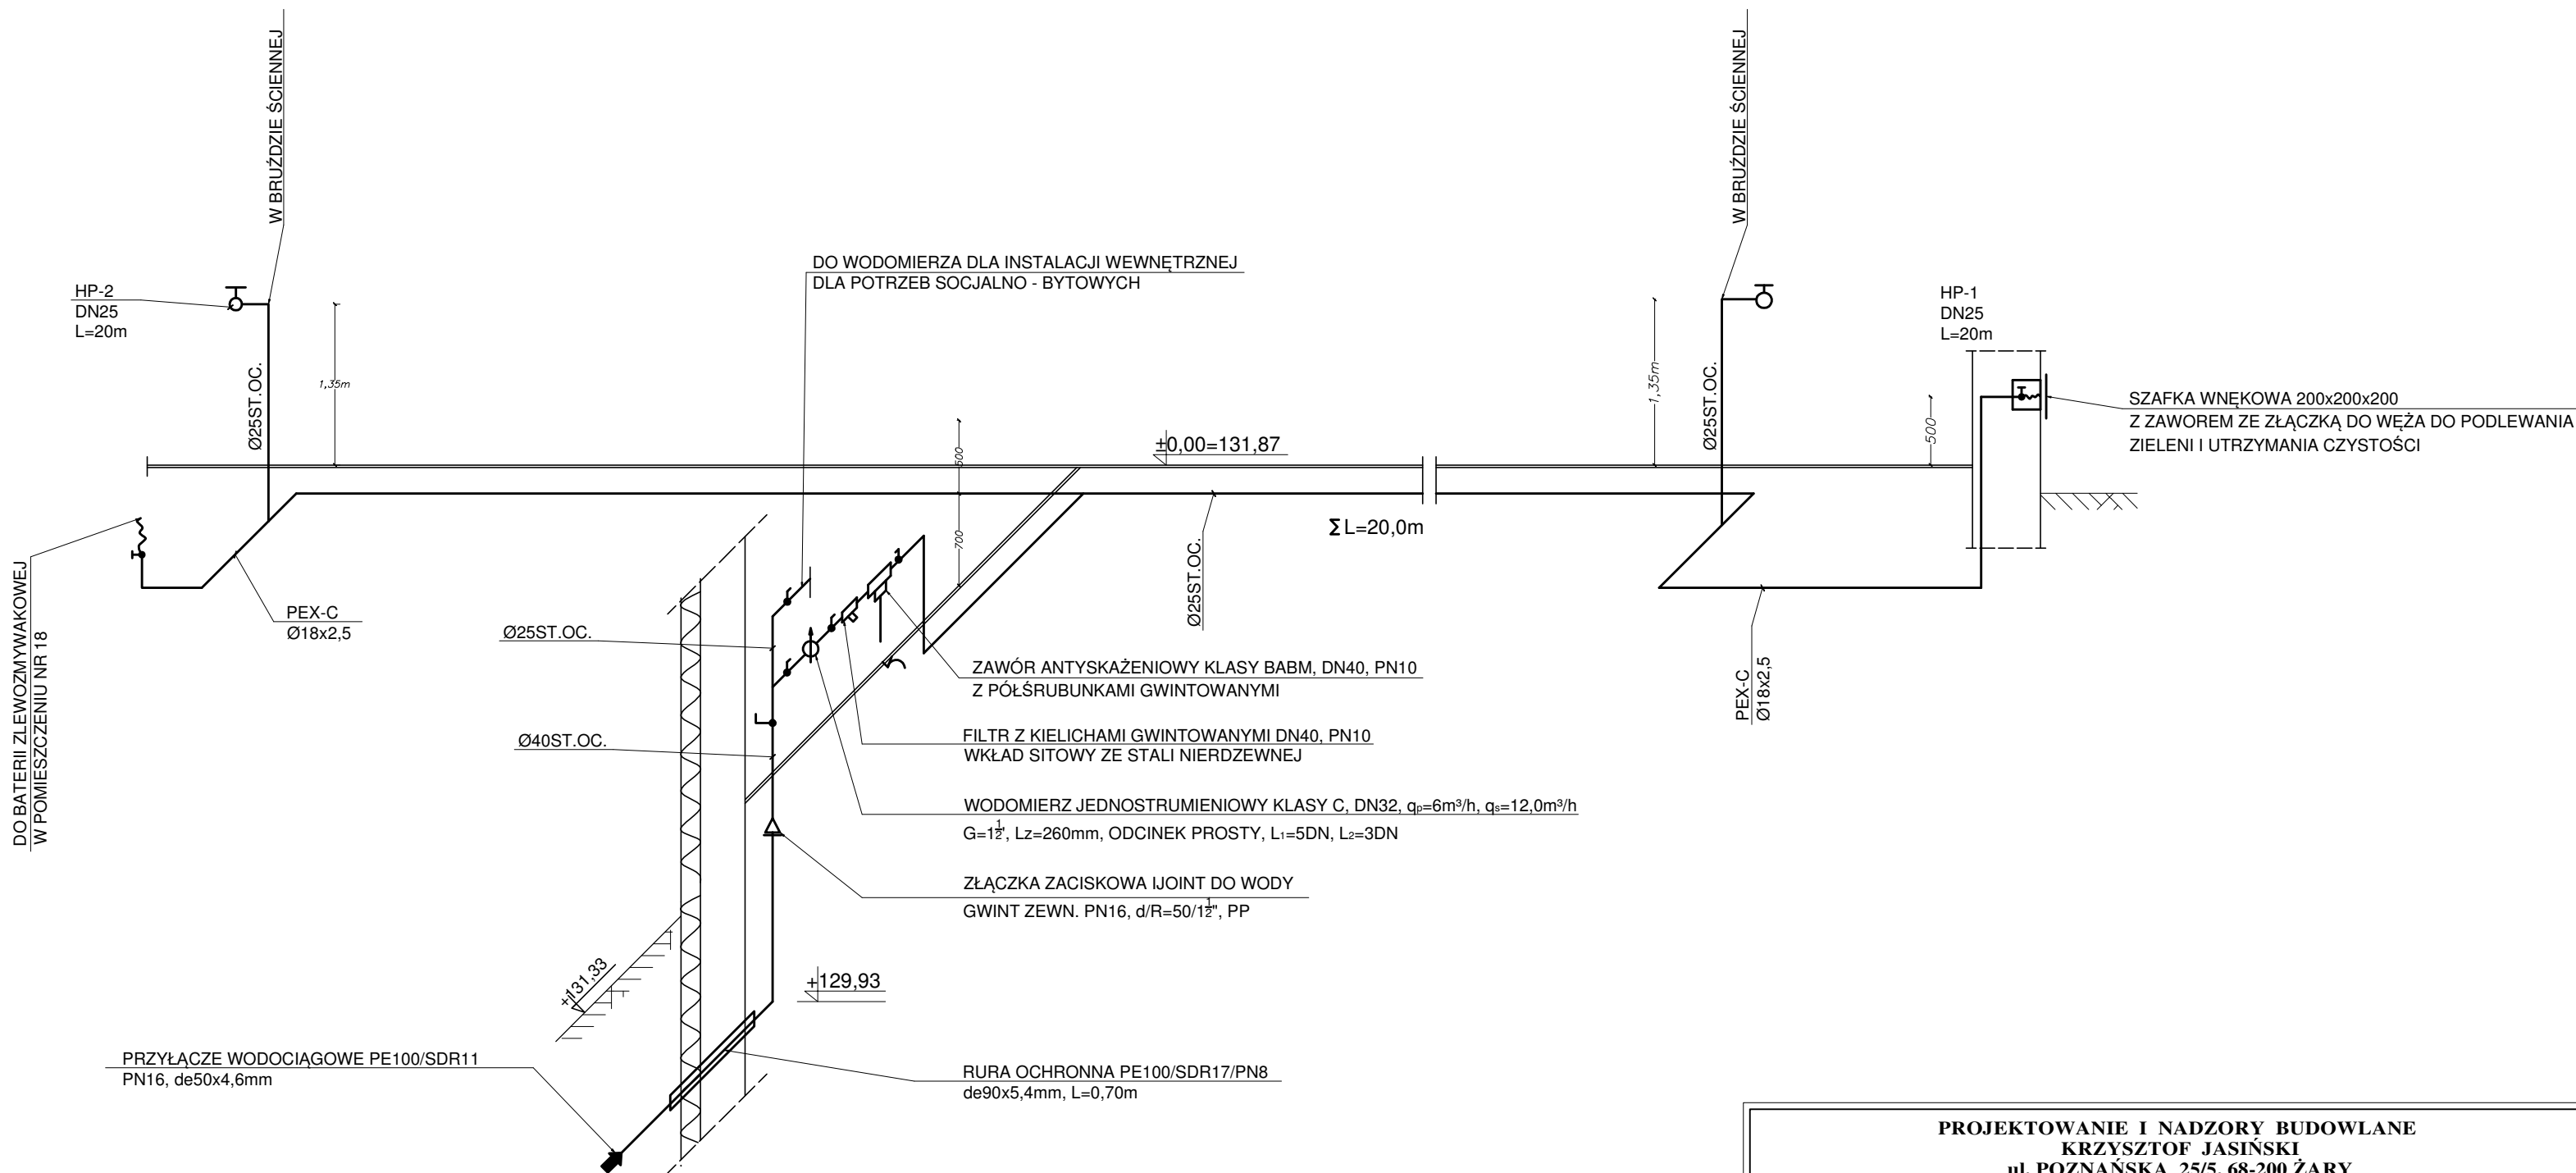 W BRUŹDZIE ŚCIENNEJ
W BRUŹDZIE ŚCIENNEJ
DO WODOMIERZA DLA INSTALACJI WEWNĘTRZNEJ
DLA POTRZEB SOCJALNO - BYTOWYCH
HP-2
DN25
L=20m
HP-1
DN25
L=20m
Ø25ST.OC.
1,35m
1,35m
Ø25ST.OC.
500
SZAFKA WNĘKOWA 200x200x200
Z ZAWOREM ZE ZŁĄCZKĄ DO WĘŻA DO PODLEWANIA
ZIELENI I UTRZYMANIA CZYSTOŚCI
±0,00=131,87
500
700
ΣL=20,0m
Ø25ST.OC.
DO BATERII ZLEWOZMYWAKOWEJ
W POMIESZCZENIU NR 18
PEX-C
Ø18x2,5
Ø25ST.OC.
PEX-C
Ø18x2,5
ZAWÓR ANTYSKAŻENIOWY KLASY BABM, DN40, PN10
Z PÓŁŚRUBUNKAMI GWINTOWANYMI
Ø40ST.OC.
FILTR Z KIELICHAMI GWINTOWANYMI DN40, PN10
WKŁAD SITOWY ZE STALI NIERDZEWNEJ
WODOMIERZ JEDNOSTRUMIENIOWY KLASY C, DN32, qp=6m³/h, qs=12,0m³/h
G=1½", Lz=260mm, ODCINEK PROSTY, L₁=5DN, L₂=3DN
ZŁĄCZKA ZACISKOWA IJOINT DO WODY
GWINT ZEWN. PN16, d/R=50/1½", PP
+131,33
+129,93
PRZYŁĄCZE WODOCIĄGOWE PE100/SDR11
PN16, de50x4,6mm
RURA OCHRONNA PE100/SDR17/PN8
de90x5,4mm, L=0,70m
PROJEKTOWANIE I NADZORY BUDOWLANE
KRZYSZTOF JASIŃSKI
ul. POZNAŃSKA 25/5, 68-200 ŻARY